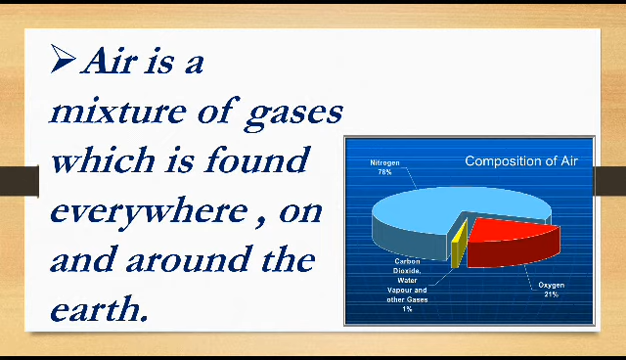 Air is a
mixture of gases
which is found
everywhere , on
and around the
earth.
Composition of Air
Nitrogen
78%
Carbon
Dioxide,
Water
Vapour and
other Gases
1%
Oxygen
21%